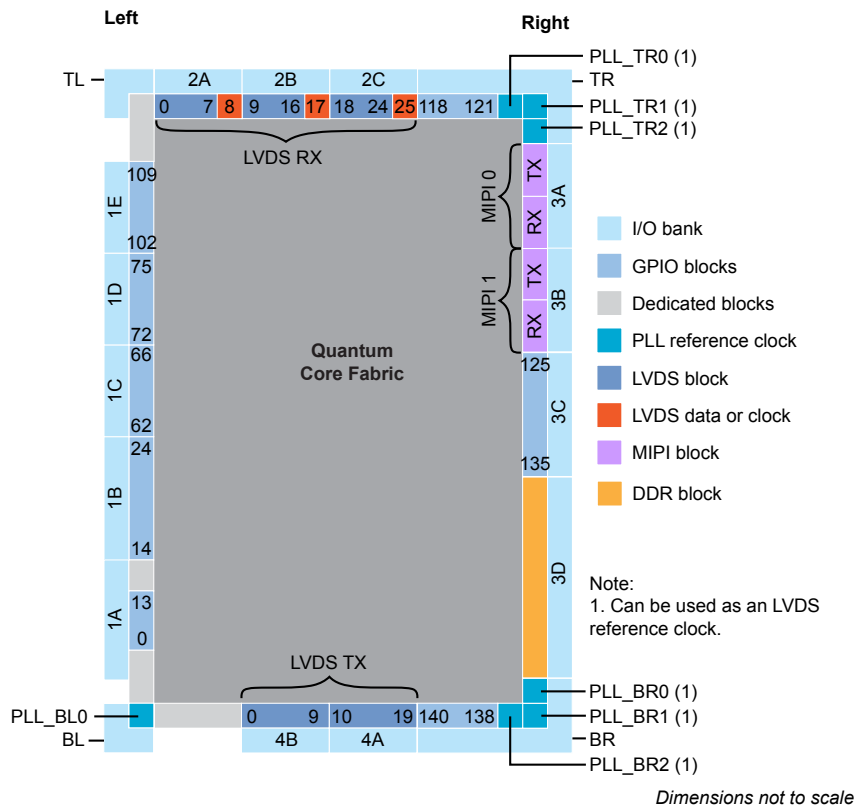 Left
Right
PLL_TR0 (1)
TL
2A
2B
2C
TR
0
7
8
9
16
17
18
24
25
118
121
PLL_TR1 (1)
PLL_TR2 (1)
LVDS RX
109
1E
102
MIPI 0
TX
RX
3A
75
1D
72
MIPI 1
TX
RX
3B
66
1C
62
Quantum
Core Fabric
125
3C
135
24
1B
14
I/O bank
GPIO blocks
Dedicated blocks
PLL reference clock
LVDS block
LVDS data or clock
MIPI block
DDR block
3D
1A
13
0
Note:
1. Can be used as an LVDS
reference clock.
LVDS TX
PLL_BR0 (1)
PLL_BL0
0
9
10
19
140
138
PLL_BR1 (1)
BL
4B
4A
BR
PLL_BR2 (1)
Dimensions not to scale